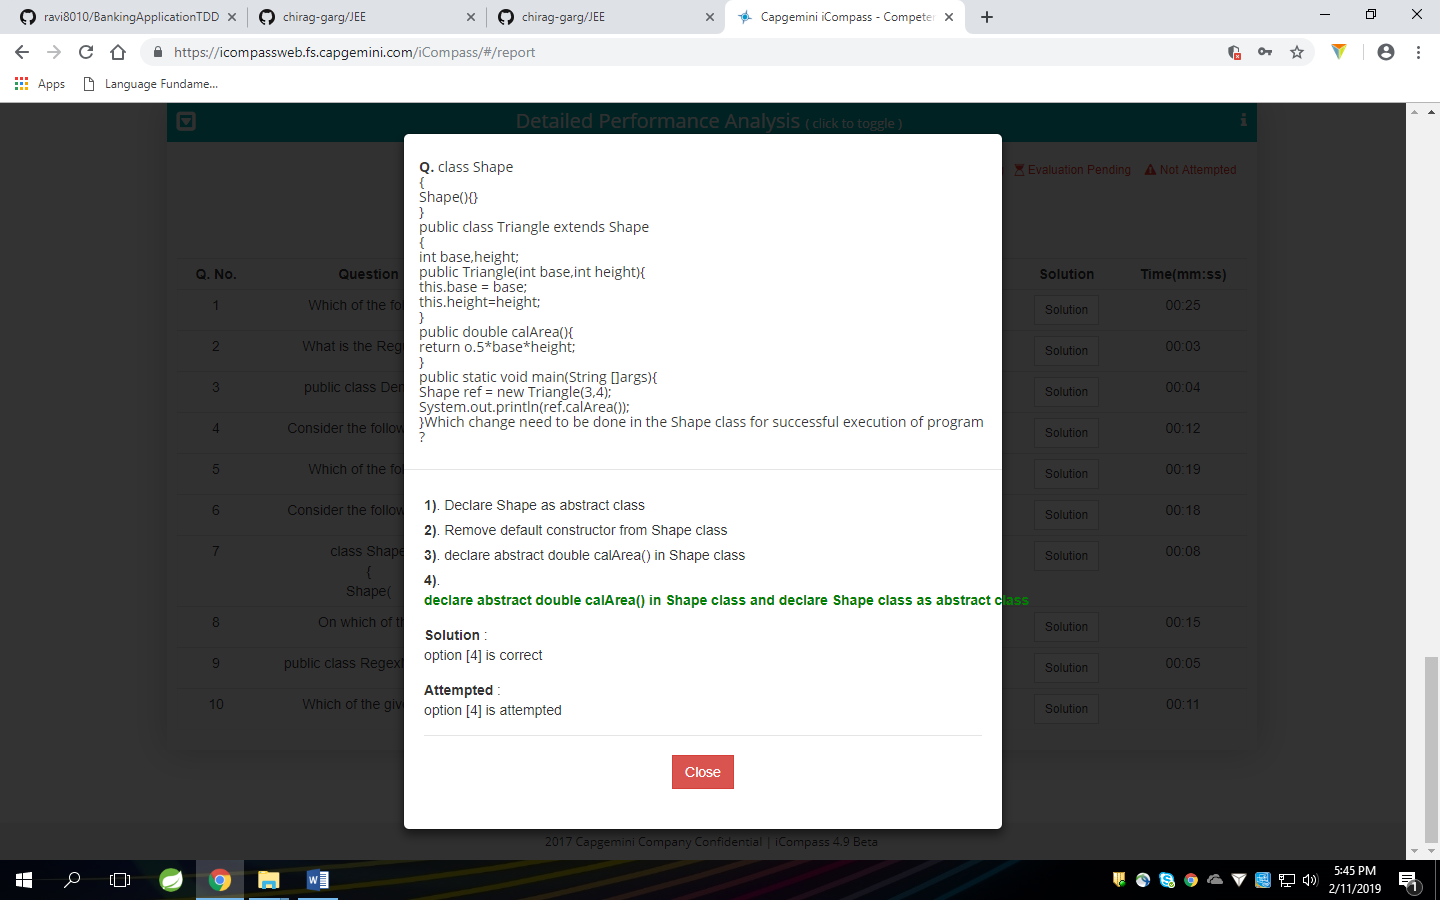 ravi8010/BankingApplicationTDD
chirag-garg/JEE
chirag-garg/JEE
Capgemini iCompass - Competer
https://icompassweb.fs.capgemini.com/iCompass/#/report
Apps
Language Fundame...
Detailed Performance Analysis ( click to toggle )
Evaluation Pending
Not Attempted
Q. No.
Question
Solution
Time(mm:ss)
1
Which of the fol
Solution
00:25
2
What is the Reg
Solution
00:03
3
public class Der
Solution
00:04
4
Consider the follow
Solution
00:12
5
Which of the fo
Solution
00:19
6
Consider the follow
Solution
00:18
7
class Shape
{
Shape(
Solution
00:08
8
On which of t
Solution
00:15
9
public class Regex
Solution
00:05
10
Which of the giv
Solution
00:11
Q. class Shape
{
Shape(){}
}
public class Triangle extends Shape
{
int base,height;
public Triangle(int base,int height){
this.base = base;
this.height=height;
}
public double calArea(){
return o.5*base*height;
}
public static void main(String []args){
Shape ref = new Triangle(3,4);
System.out.println(ref.calArea());
}Which change need to be done in the Shape class for successful execution of program
?
1). Declare Shape as abstract class
2). Remove default constructor from Shape class
3). declare abstract double calArea() in Shape class
4).
declare abstract double calArea() in Shape class and declare Shape class as abstract class
Solution :
option [4] is correct
Attempted :
option [4] is attempted
Close
2017 Capgemini Company Confidential | iCompass 4.9 Beta
5:45 PM
2/11/2019
1